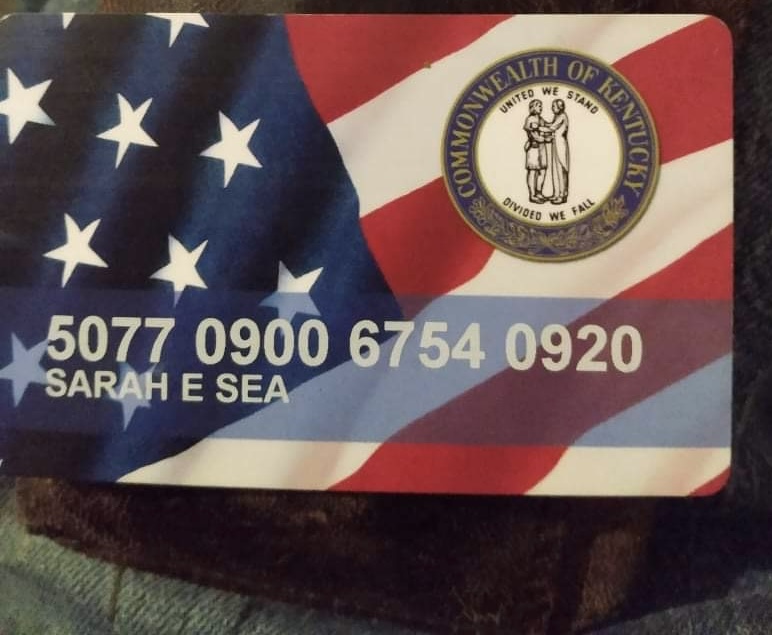 COMMONWEALTH OF KENTUCKY
UNITED WE STAND
DIVIDED WE FALL
5077 0900 6754 0920
SARAH E SEA